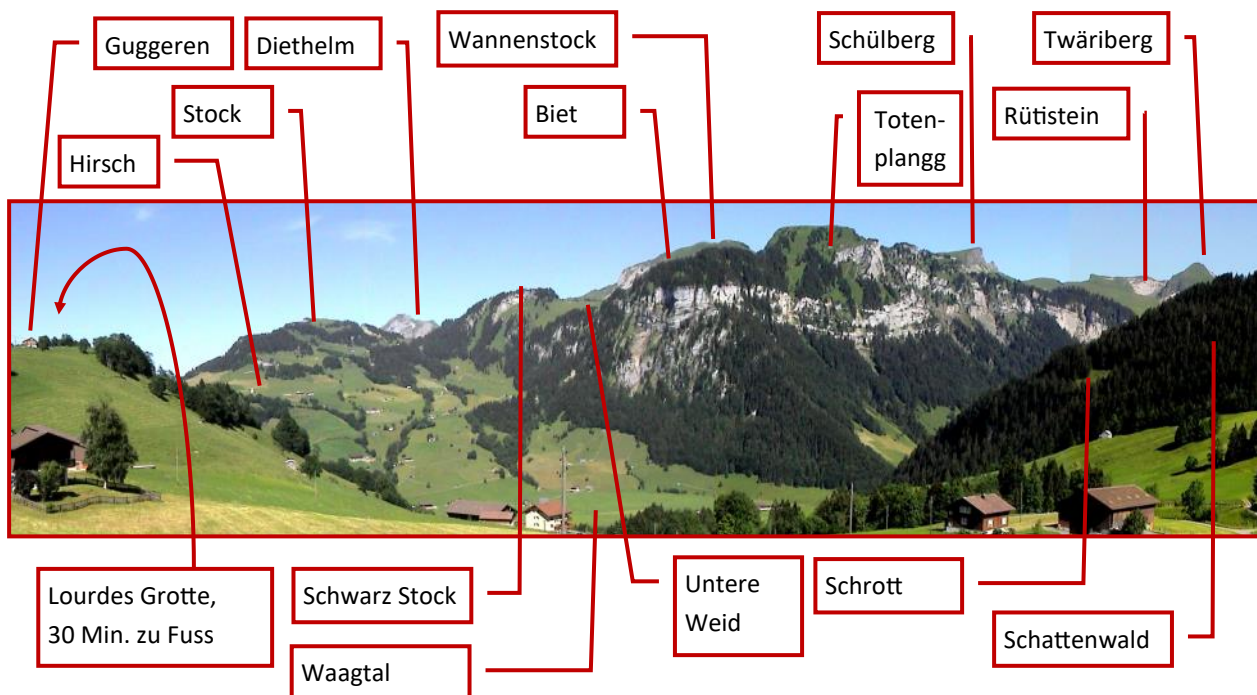 Guggeren
Diethelm
Wannenstock
Schülberg
Twäriberg
Stock
Biet
Toten-
plangg
Rütistein
Hirsch
Lourdes Grotte,
30 Min. zu Fuss
Schwarz Stock
Waagtal
Untere
Weid
Schrott
Schattenwald